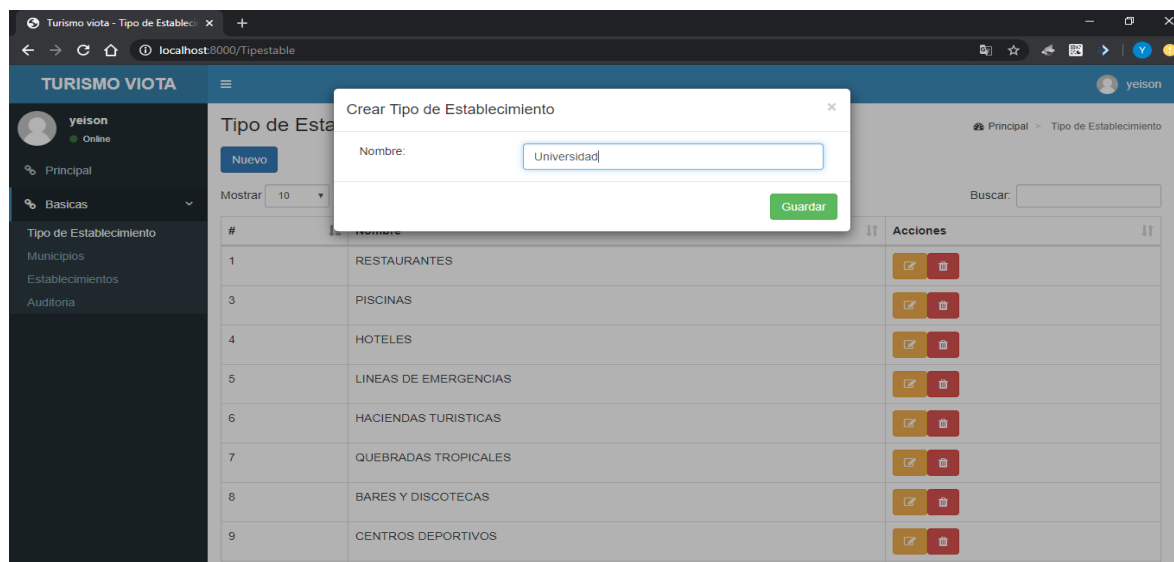 Turismo viota - Tipo de Estableci
localhost:8000/Tipestable
Y
TURISMO VIOTA
yeison
yeison
Online
Principal
Basicas
Tipo de Establecimiento
Municipios
Establecimientos
Auditoria
Crear Tipo de Establecimiento
Nombre:
Universidad
Guardar
Tipo de Esta
Principal > Tipo de Establecimiento
Nuevo
Mostrar 10
Buscar:
# Nombre Acciones
1 RESTAURANTES
3 PISCINAS
4 HOTELES
5 LINEAS DE EMERGENCIAS
6 HACIENDAS TURISTICAS
7 QUEBRADAS TROPICALES
8 BARES Y DISCOTECAS
9 CENTROS DEPORTIVOS